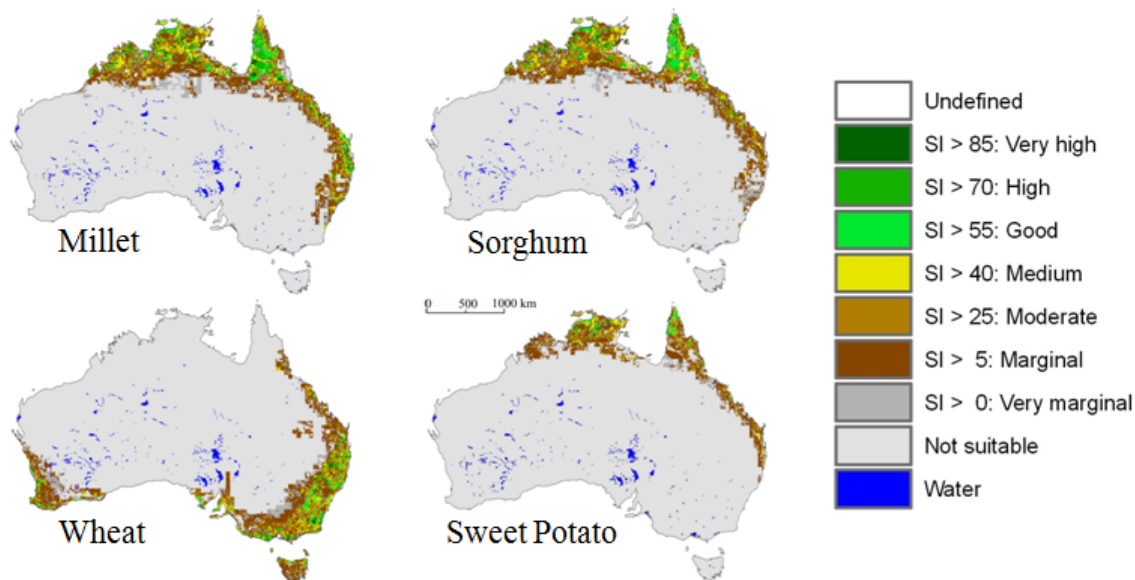 Millet
Sorghum
0 500 1000 km
Wheat
Sweet Potato
Undefined
SI > 85: Very high
SI > 70: High
SI > 55: Good
SI > 40: Medium
SI > 25: Moderate
SI > 5: Marginal
SI > 0: Very marginal
Not suitable
Water